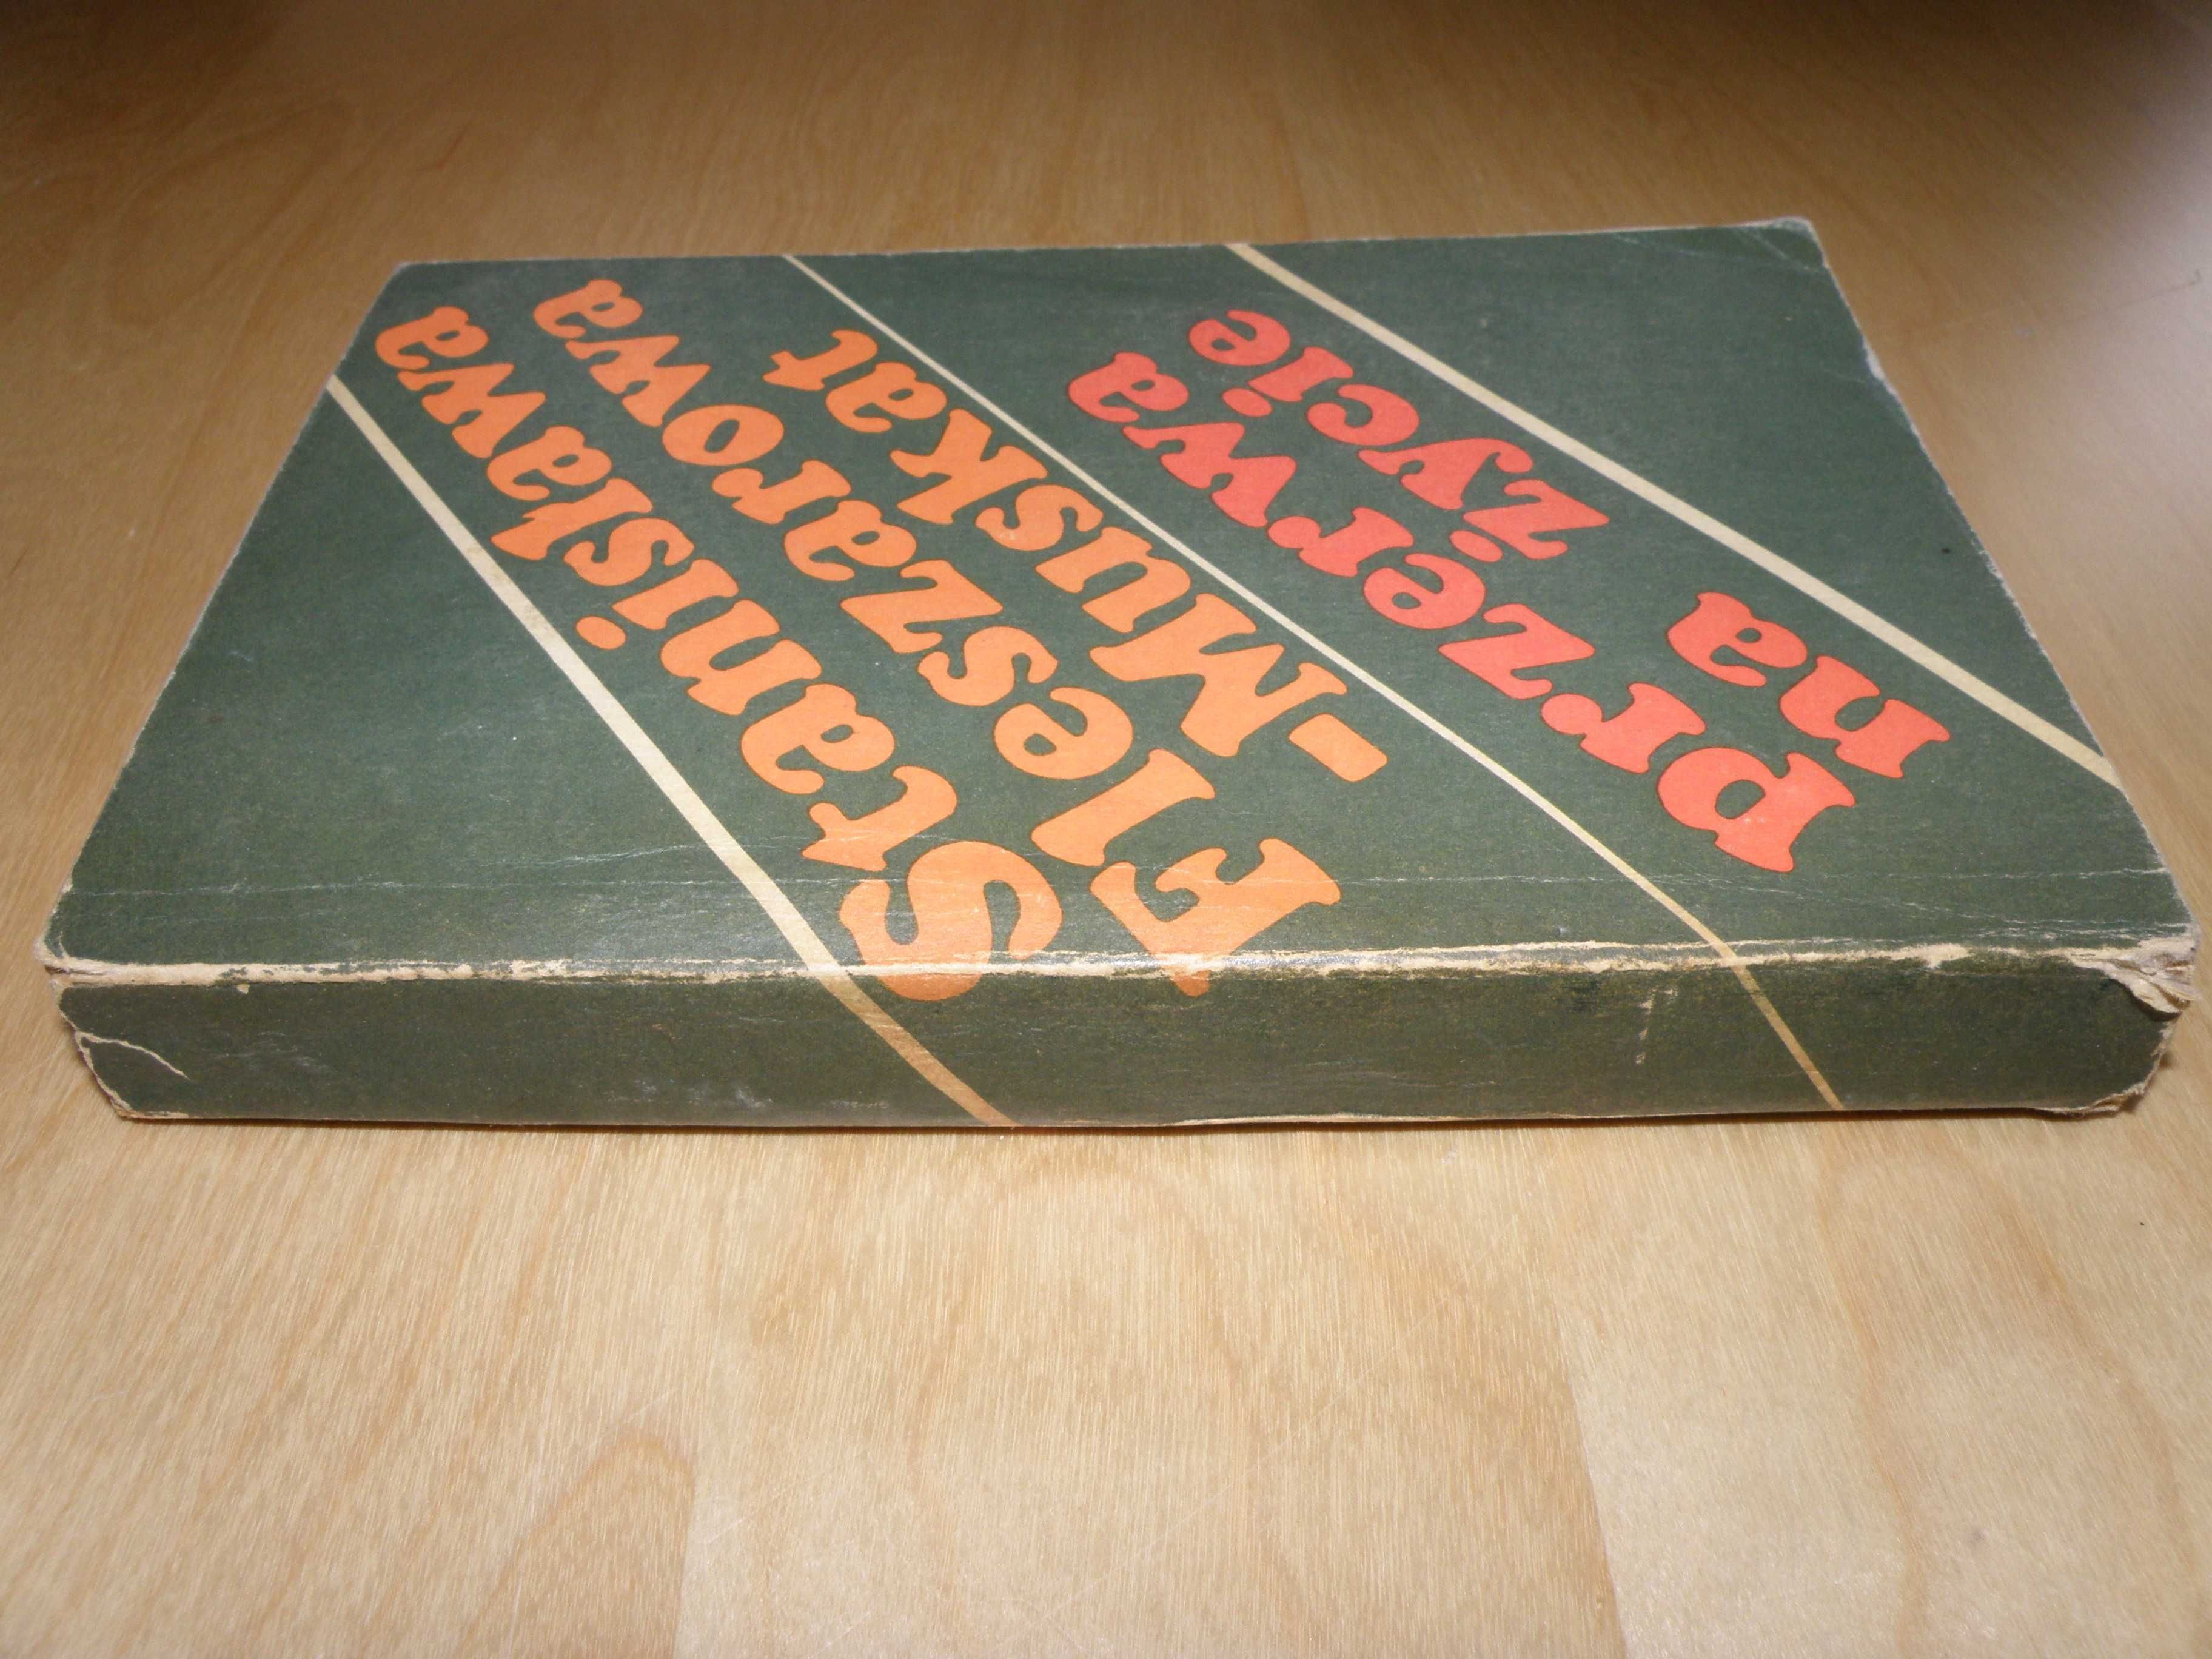 Stanisława
Fleszarowa
-Muskat
przerwa
na życie